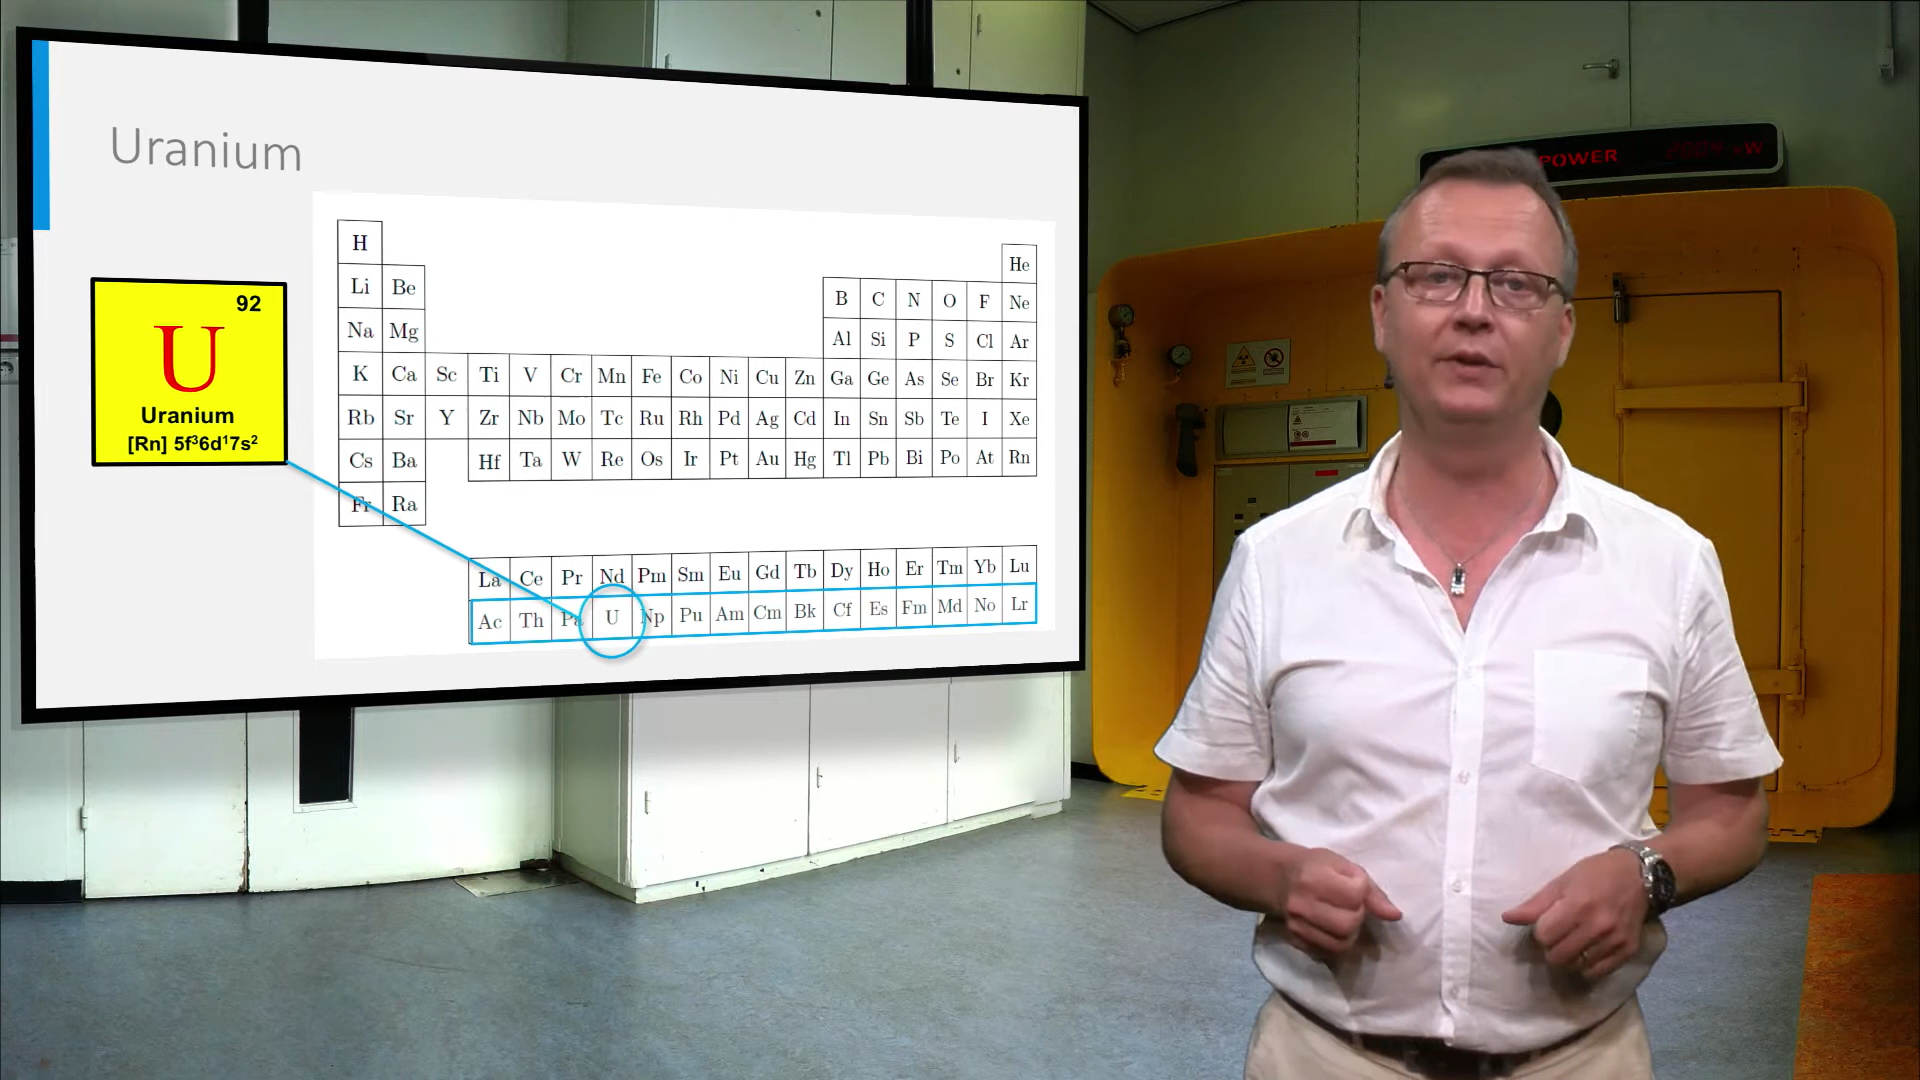 Uranium
92
U
Uranium
[Rn] 5f³6d¹7s²
H He
Li Be B C N O F Ne
Na Mg Al Si P S Cl Ar
K Ca Sc Ti V Cr Mn Fe Co Ni Cu Zn Ga Ge As Se Br Kr
Rb Sr Y Zr Nb Mo Tc Ru Rh Pd Ag Cd In Sn Sb Te I Xe
Cs Ba Hf Ta W Re Os Ir Pt Au Hg Tl Pb Bi Po At Rn
Fr Ra
La Ce Pr Nd Pm Sm Eu Gd Tb Dy Ho Er Tm Yb Lu
Ac Th Pa U Np Pu Am Cm Bk Cf Es Fm Md No Lr
POWER